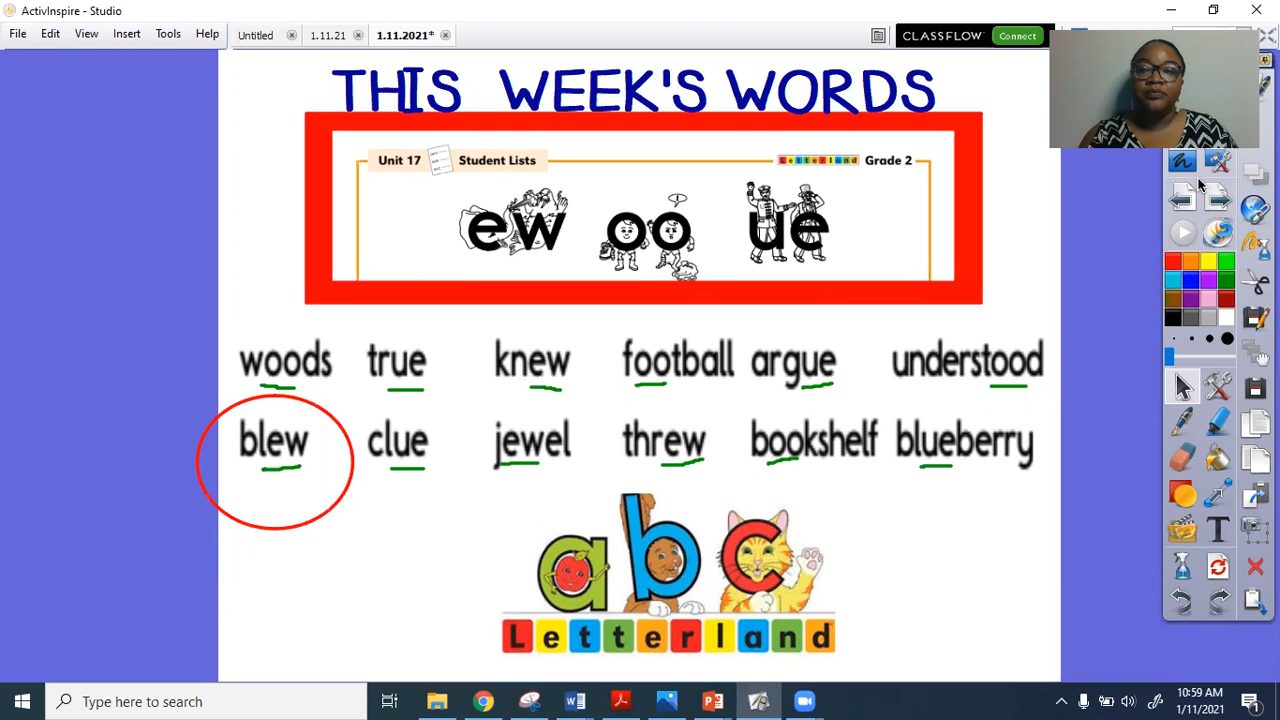 ActivInspire - Studio
File Edit View Insert Tools Help Untitled 1.11.21 1.11.2021* CLASSFLOW Connect
THIS WEEK'S WORDS
Unit 17 Student Lists Letterland Grade 2
ew oo ue
woods true knew football argue understood
blew clue jewel threw bookshelf blueberry
abc
Letterland
Type here to search
10:59 AM
1/11/2021